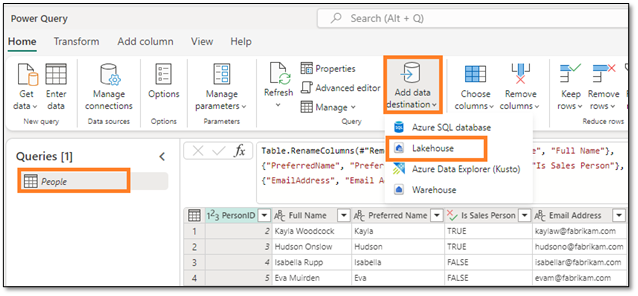 Power Query
Search (Alt + Q)
Home Transform Add column View Help
Get data Enter data
New query
Manage connections
Data sources
Options
Options
Manage parameters
Parameters
Refresh
Properties
Advanced editor
Manage
Query
Add data destination
Choose columns Remove columns
Keep rows Remove rows
Reduce rows
Azure SQL database
Lakehouse
Azure Data Explorer (Kusto)
Warehouse
Queries [1]
People
fx
Table.RenameColumns(#"Rem "Full Name"},
{"PreferredName", "Prefer "Is Sales Person"},
{"EmailAddress", "Email A
1 2 3 PersonID Full Name Preferred Name Is Sales Person Email Address
1 2 Kayla Woodcock Kayla TRUE kaylaw@fabrikam.com
2 3 Hudson Onslow Hudson TRUE hudsono@fabrikam.com
3 4 Isabella Rupp Isabella FALSE isabellar@fabrikam.com
4 5 Eva Muirden Eva FALSE evam@fabrikam.com